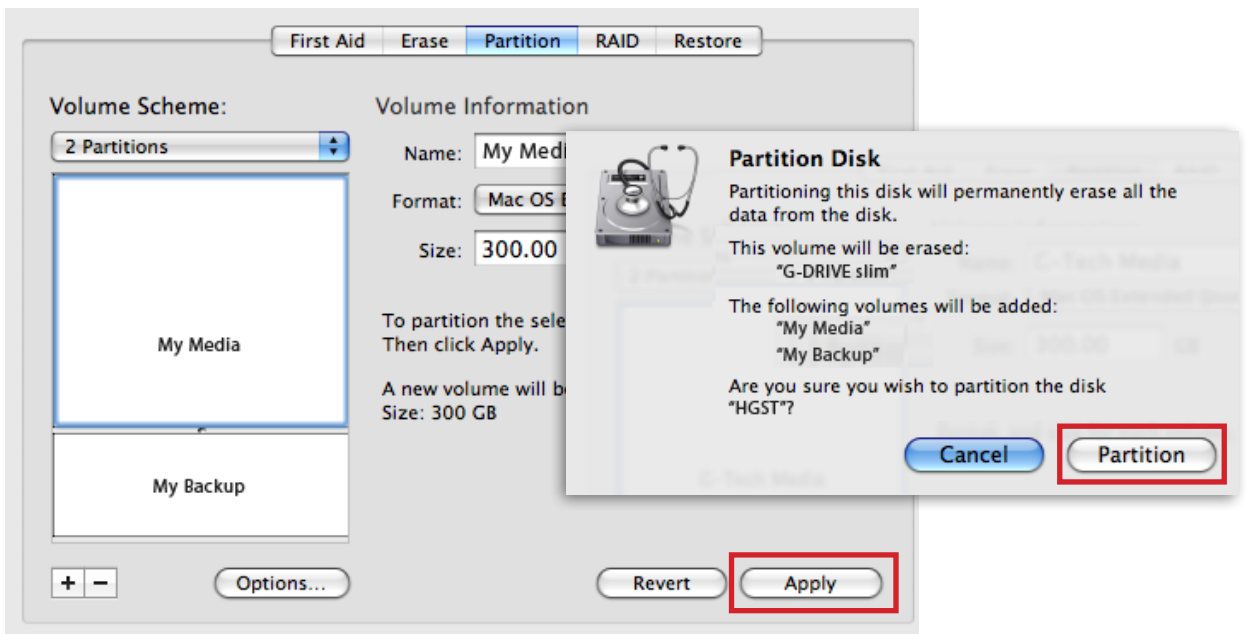 First Aid Erase Partition RAID Restore
Volume Scheme:
2 Partitions
My Media
My Backup
+ −
Options...
Volume Information
Name: My Medi
Format: Mac OS E
Size: 300.00
To partition the sele
Then click Apply.
A new volume will b
Size: 300 GB
Revert
Apply
Partition Disk
Partitioning this disk will permanently erase all the
data from the disk.
This volume will be erased:
“G-DRIVE slim”
The following volumes will be added:
“My Media”
“My Backup”
Are you sure you wish to partition the disk
“HGST”?
Cancel
Partition